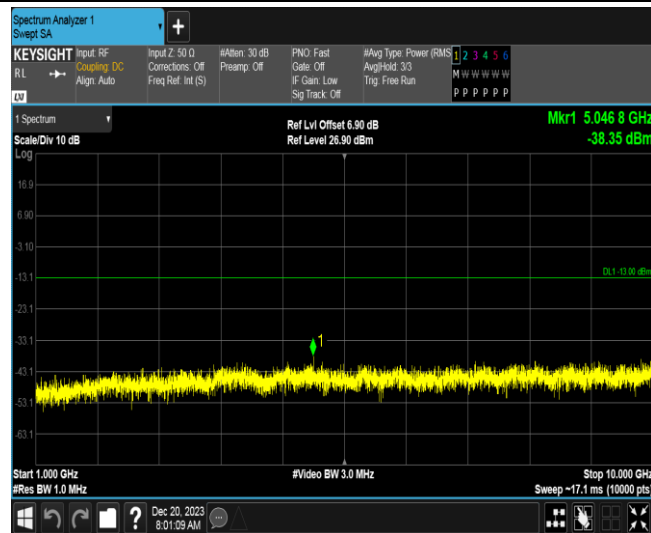 Spectrum Analyzer 1
Swept SA
+
KEYSIGHT
RL
LXI
Input: RF
Coupling: DC
Align: Auto
Input Z: 50 Ω
Corrections: Off
Freq Ref: Int (S)
#Atten: 30 dB
Preamp: Off
PNO: Fast
Gate: Off
IF Gain: Low
Sig Track: Off
#Avg Type: Power (RMS
Avg|Hold: 3/3
Trig: Free Run
1 2 3 4 5 6
M W W W W W
P P P P P P
1 Spectrum
Scale/Div 10 dB
Log
Ref Lvl Offset 6.90 dB
Ref Level 26.90 dBm
Mkr1 5.046 8 GHz
-38.35 dBm
16.9
6.90
-3.10
-13.1
DL1 -13.00 dBm
-23.1
-33.1
1
-43.1
-53.1
-63.1
Start 1.000 GHz
#Res BW 1.0 MHz
#Video BW 3.0 MHz
Stop 10.000 GHz
Sweep ~17.1 ms (10000 pts)
?
Dec 20, 2023
8:01:09 AM